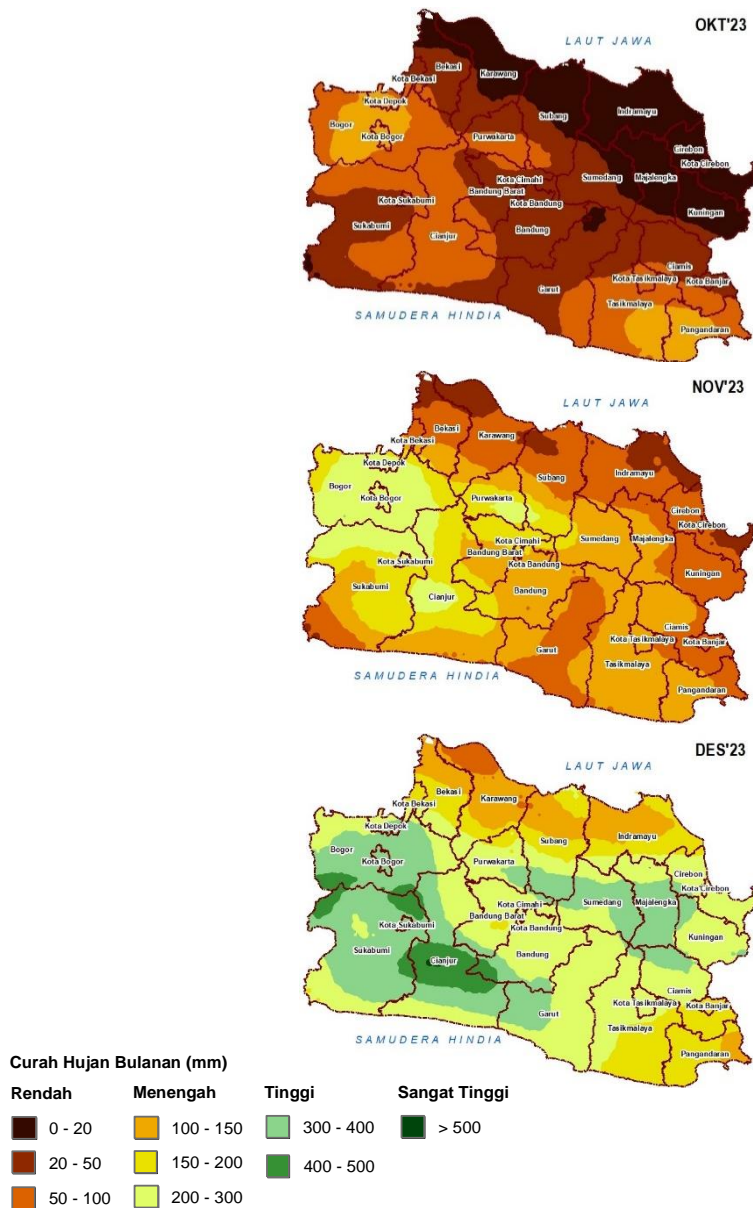 OKT'23
LAUT JAWA
Bekasi
Kota Bekasi
Karawang
Kota Depok
Bogor
Kota Bogor
Subang
Indramayu
Purwakarta
Cirebon
Kota Cirebon
Kota Cimahi
Sumedang
Majalengka
Bandung Barat
Kota Bandung
Kota Sukabumi
Kuningan
Sukabumi
Cianjur
Bandung
Ciamis
Kota Tasikmalaya
Kota Banjar
Garut
Tasikmalaya
Pangandaran
SAMUDERA HINDIA
NOV'23
LAUT JAWA
Bekasi
Kota Bekasi
Karawang
Kota Depok
Bogor
Kota Bogor
Subang
Indramayu
Purwakarta
Cirebon
Kota Cirebon
Kota Cimahi
Sumedang
Majalengka
Bandung Barat
Kota Bandung
Kota Sukabumi
Kuningan
Sukabumi
Cianjur
Bandung
Ciamis
Kota Tasikmalaya
Kota Banjar
Garut
Tasikmalaya
Pangandaran
SAMUDERA HINDIA
DES'23
LAUT JAWA
Bekasi
Kota Bekasi
Karawang
Kota Depok
Bogor
Kota Bogor
Subang
Indramayu
Purwakarta
Cirebon
Kota Cirebon
Kota Cimahi
Sumedang
Majalengka
Bandung Barat
Kota Bandung
Kota Sukabumi
Kuningan
Sukabumi
Cianjur
Bandung
Ciamis
Kota Tasikmalaya
Kota Banjar
Garut
Tasikmalaya
Pangandaran
SAMUDERA HINDIA
Curah Hujan Bulanan (mm)
Rendah Menengah Tinggi Sangat Tinggi
0 - 20 100 - 150 300 - 400 > 500
20 - 50 150 - 200 400 - 500
50 - 100 200 - 300